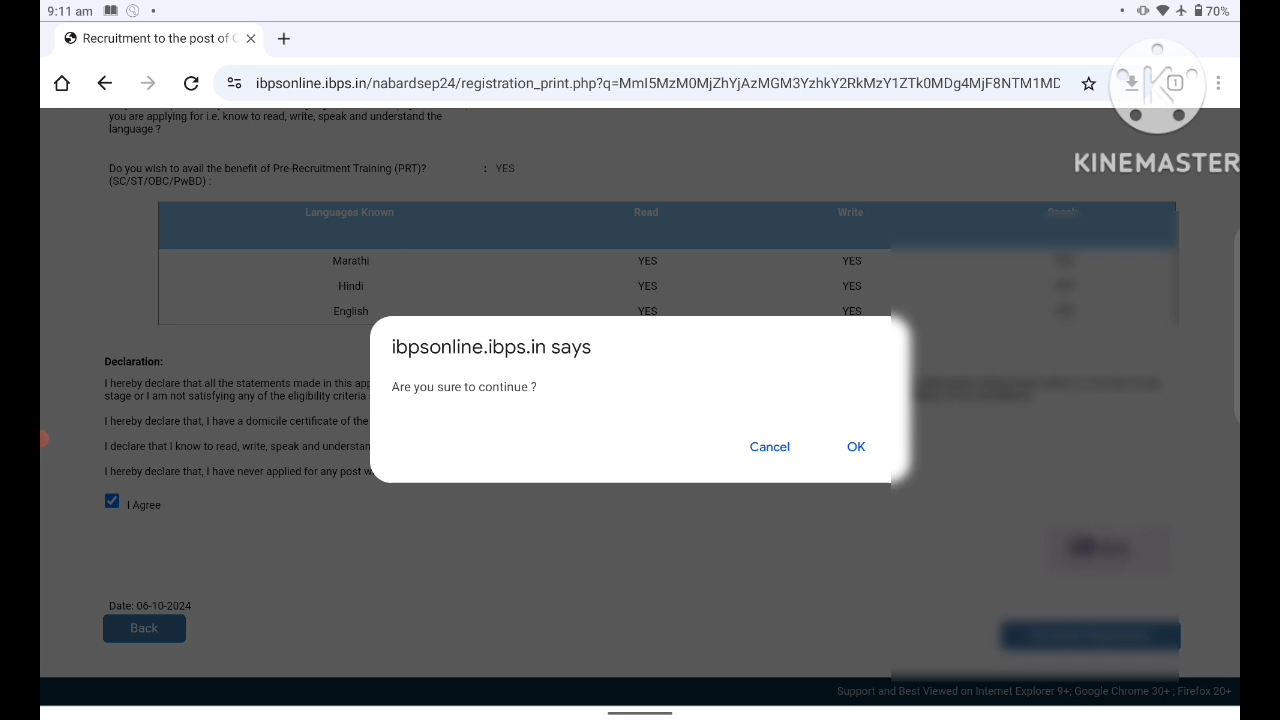 9:11 am
70%
Recruitment to the post of
ibpsonline.ibps.in/nabardsep24/registration_print.php?q=MmI5MzM0MjZhYjAzMGM3YzhkY2RkMzY1ZTk0MDg4MjF8NTM1MD
1
KINEMASTER
you are applying for i.e. know to read, write, speak and understand the
language ?
Do you wish to avail the benefit of Pre-Recruitment Training (PRT)? : YES
(SC/ST/OBC/PwBD) :
Languages Known Read Write Speak
Marathi YES YES
Hindi YES YES
English YES YES
ibpsonline.ibps.in says
Are you sure to continue ?
Cancel OK
Declaration:
I hereby declare that all the statements made in this app
stage or I am not satisfying any of the eligibility criteria
I hereby declare that, I have a domicile certificate of the
I declare that I know to read, write, speak and understan
I hereby declare that, I have never applied for any post w
I Agree
Date: 06-10-2024
Back
Support and Best Viewed on Internet Explorer 9+; Google Chrome 30+ ; Firefox 20+